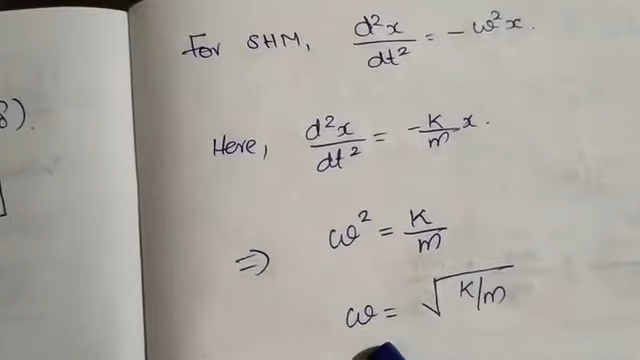 For SHM, d²x/dt² = - ω²x.
8).
Here, d²x/dt² = -K/m x.
⇒ ω² = K/m
ω = √K/m